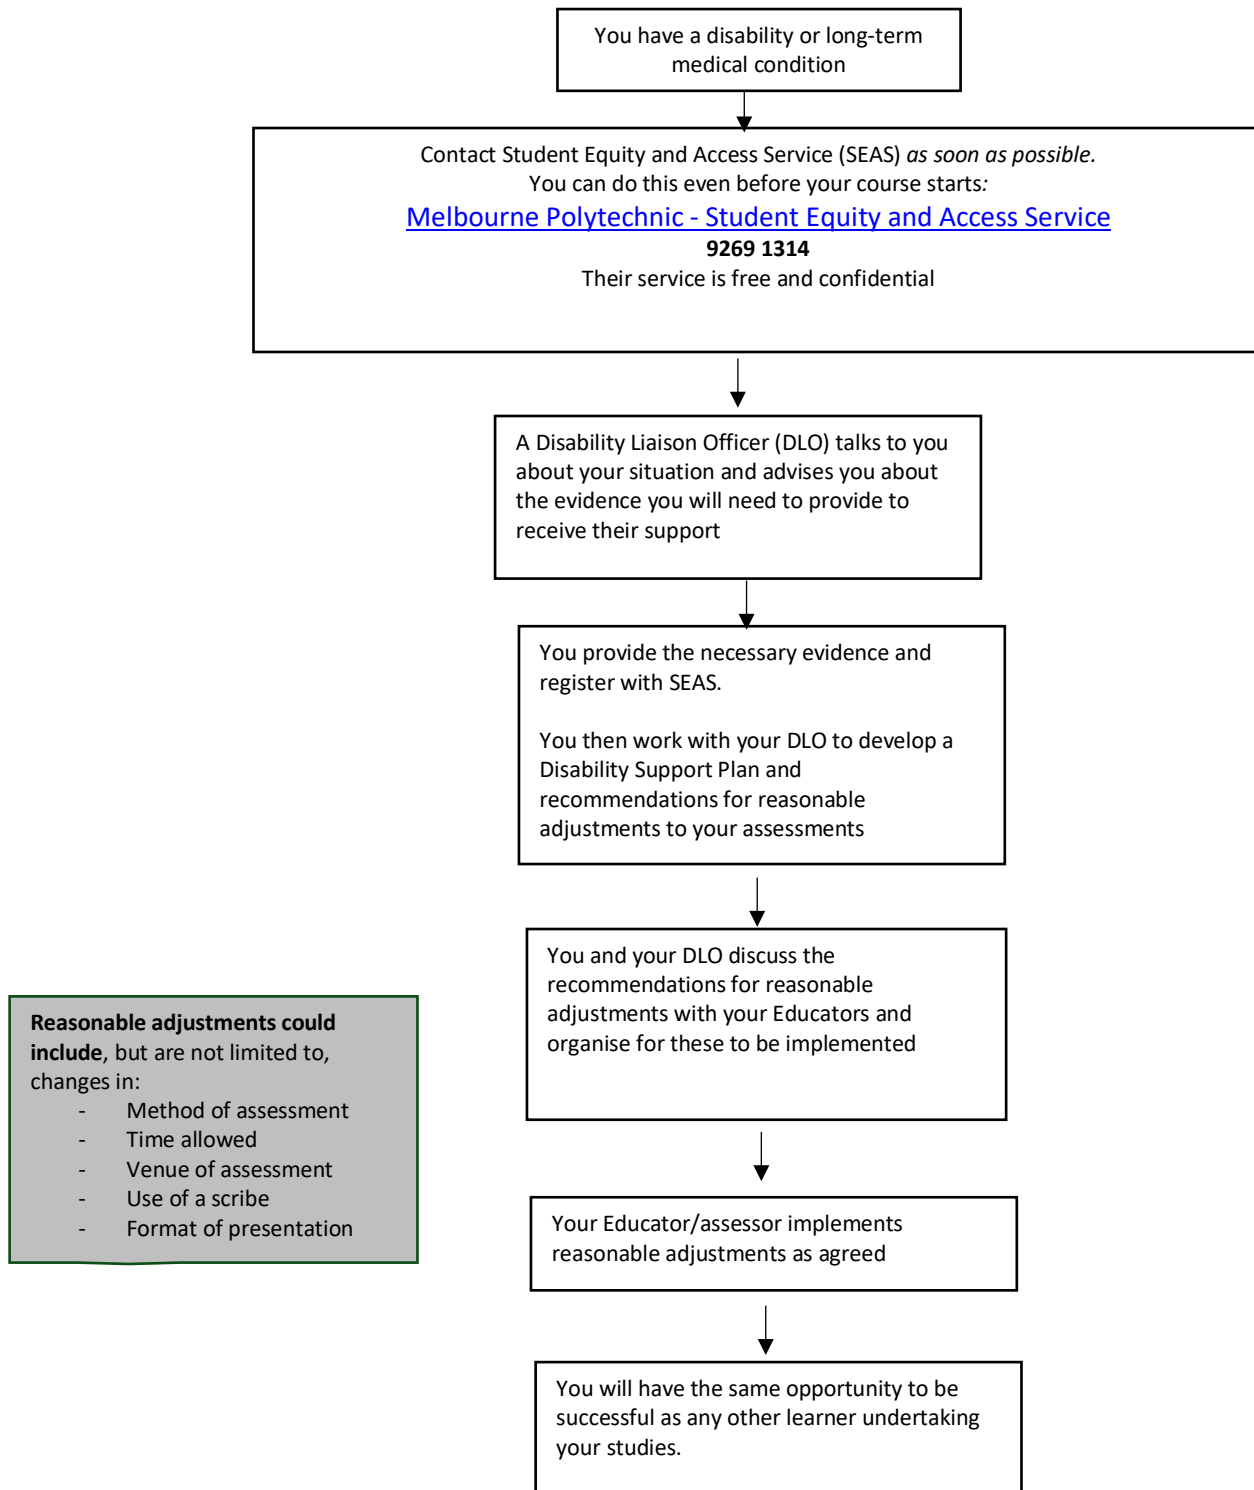 You have a disability or long-term
medical condition
Contact Student Equity and Access Service (SEAS) as soon as possible.
You can do this even before your course starts:
Melbourne Polytechnic - Student Equity and Access Service
9269 1314
Their service is free and confidential
A Disability Liaison Officer (DLO) talks to you
about your situation and advises you about
the evidence you will need to provide to
receive their support
You provide the necessary evidence and
register with SEAS.
You then work with your DLO to develop a
Disability Support Plan and
recommendations for reasonable
adjustments to your assessments
You and your DLO discuss the
recommendations for reasonable
adjustments with your Educators and
organise for these to be implemented
Reasonable adjustments could
include, but are not limited to,
changes in:
- Method of assessment
- Time allowed
- Venue of assessment
- Use of a scribe
- Format of presentation
Your Educator/assessor implements
reasonable adjustments as agreed
You will have the same opportunity to be
successful as any other learner undertaking
your studies.